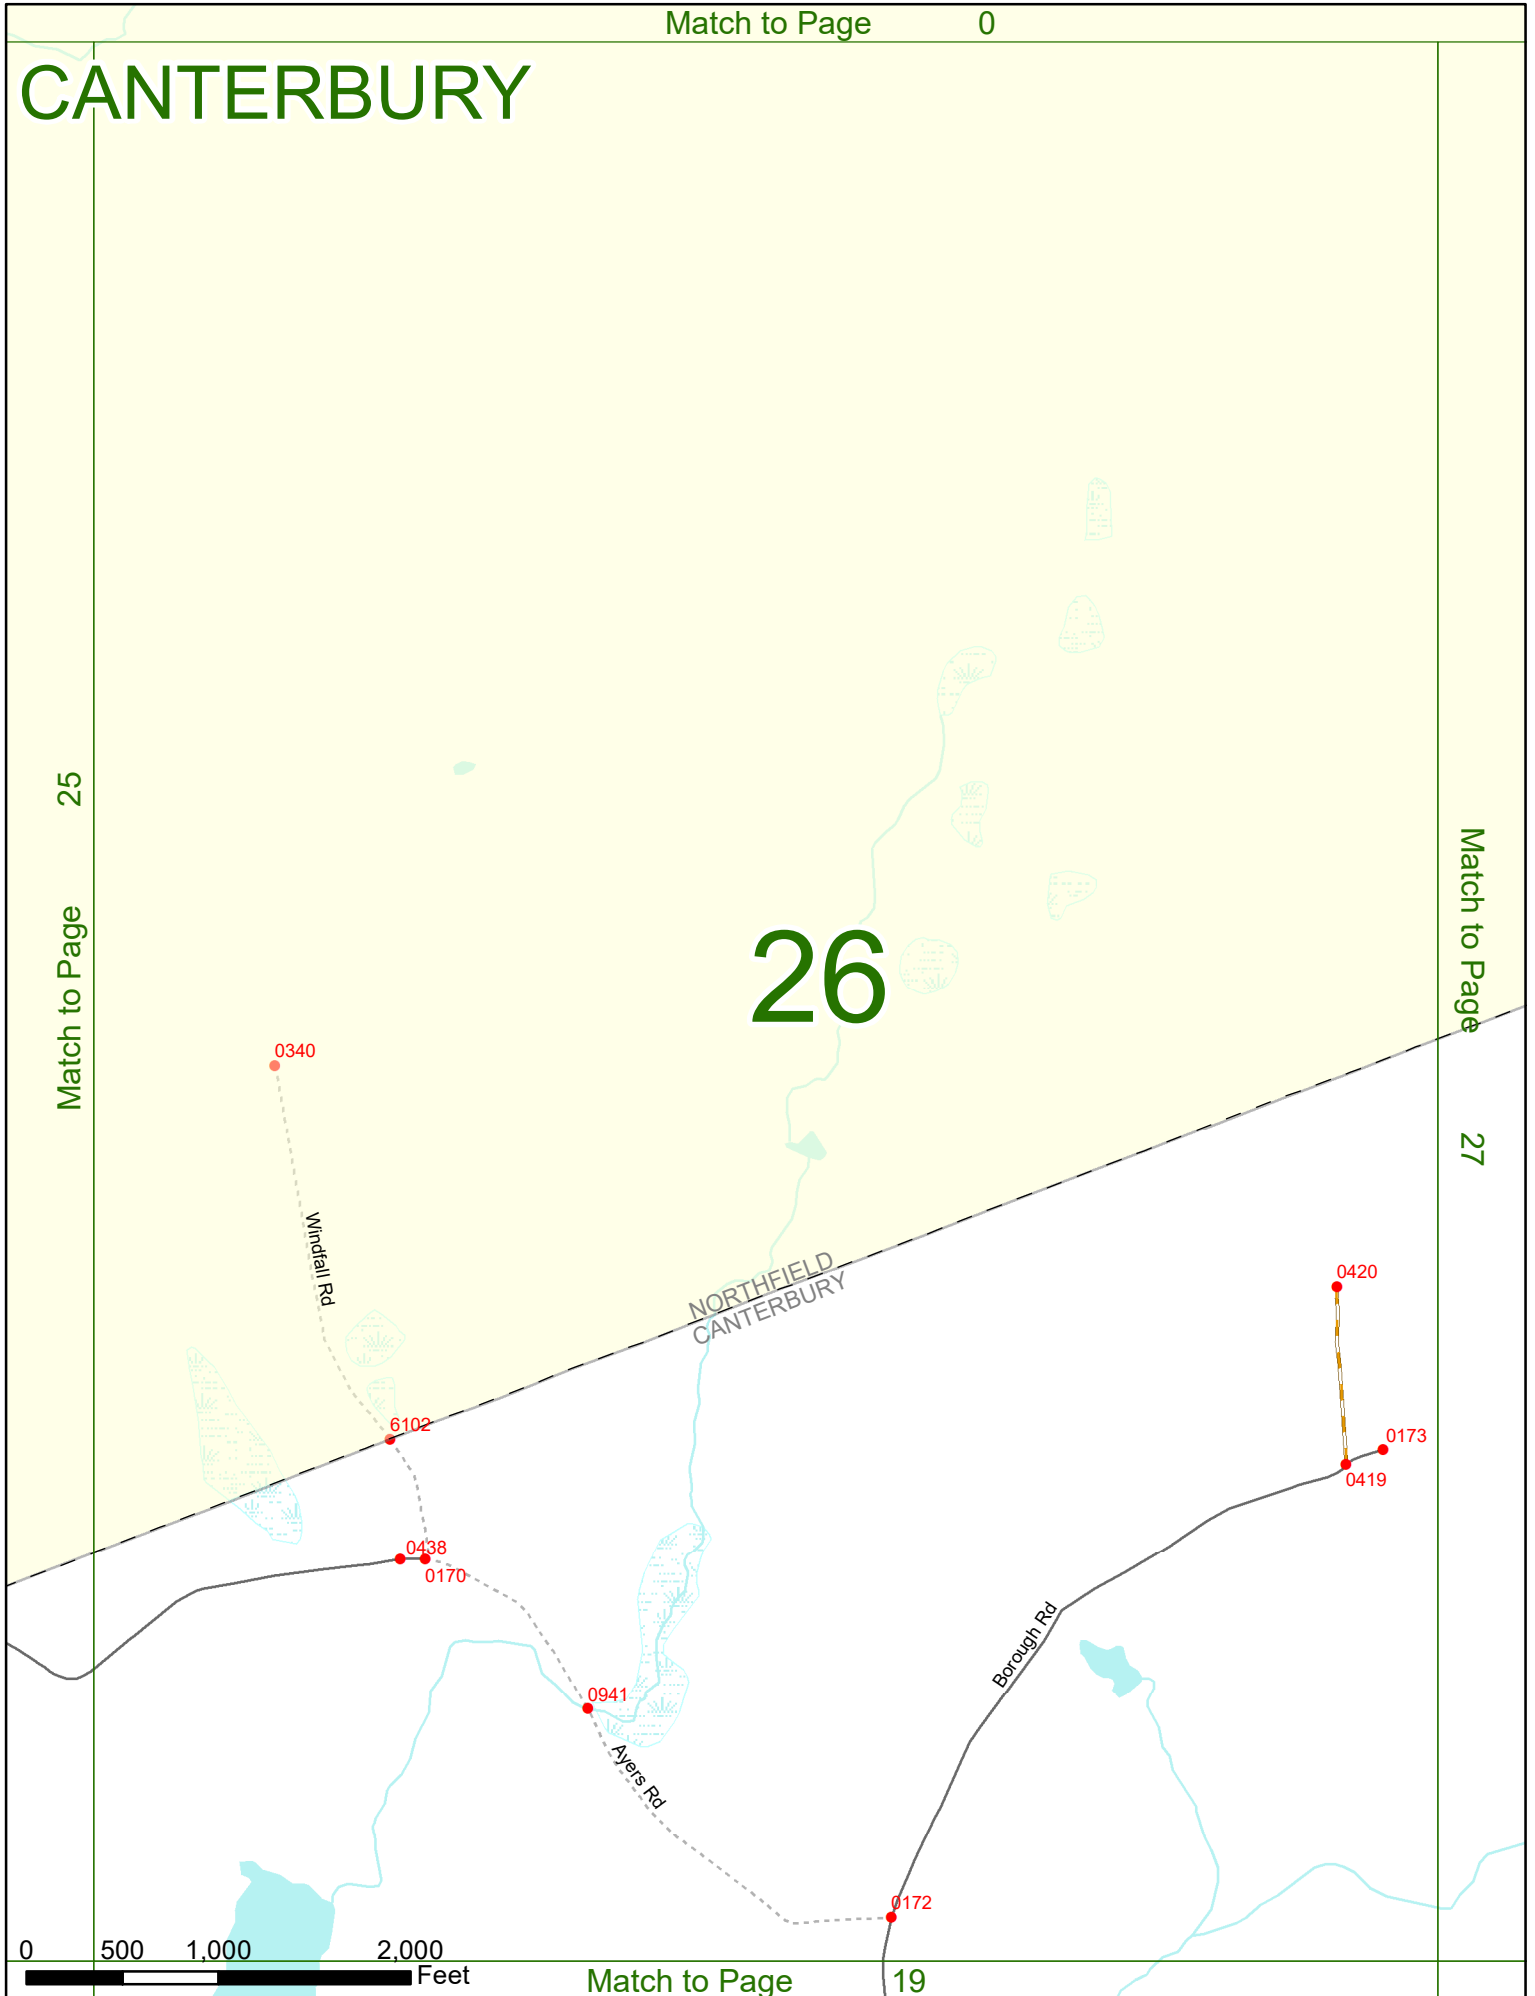 Match to Page 0
CANTERBURY
Match to Page 25
26
Match to Page 27
0340
Windfall Rd
NORTHFIELD
CANTERBURY
0420
6102
0173
0419
0438
0170
Borough Rd
0941
Ayers Rd
0172
0 500 1,000 2,000
Feet
Match to Page 19